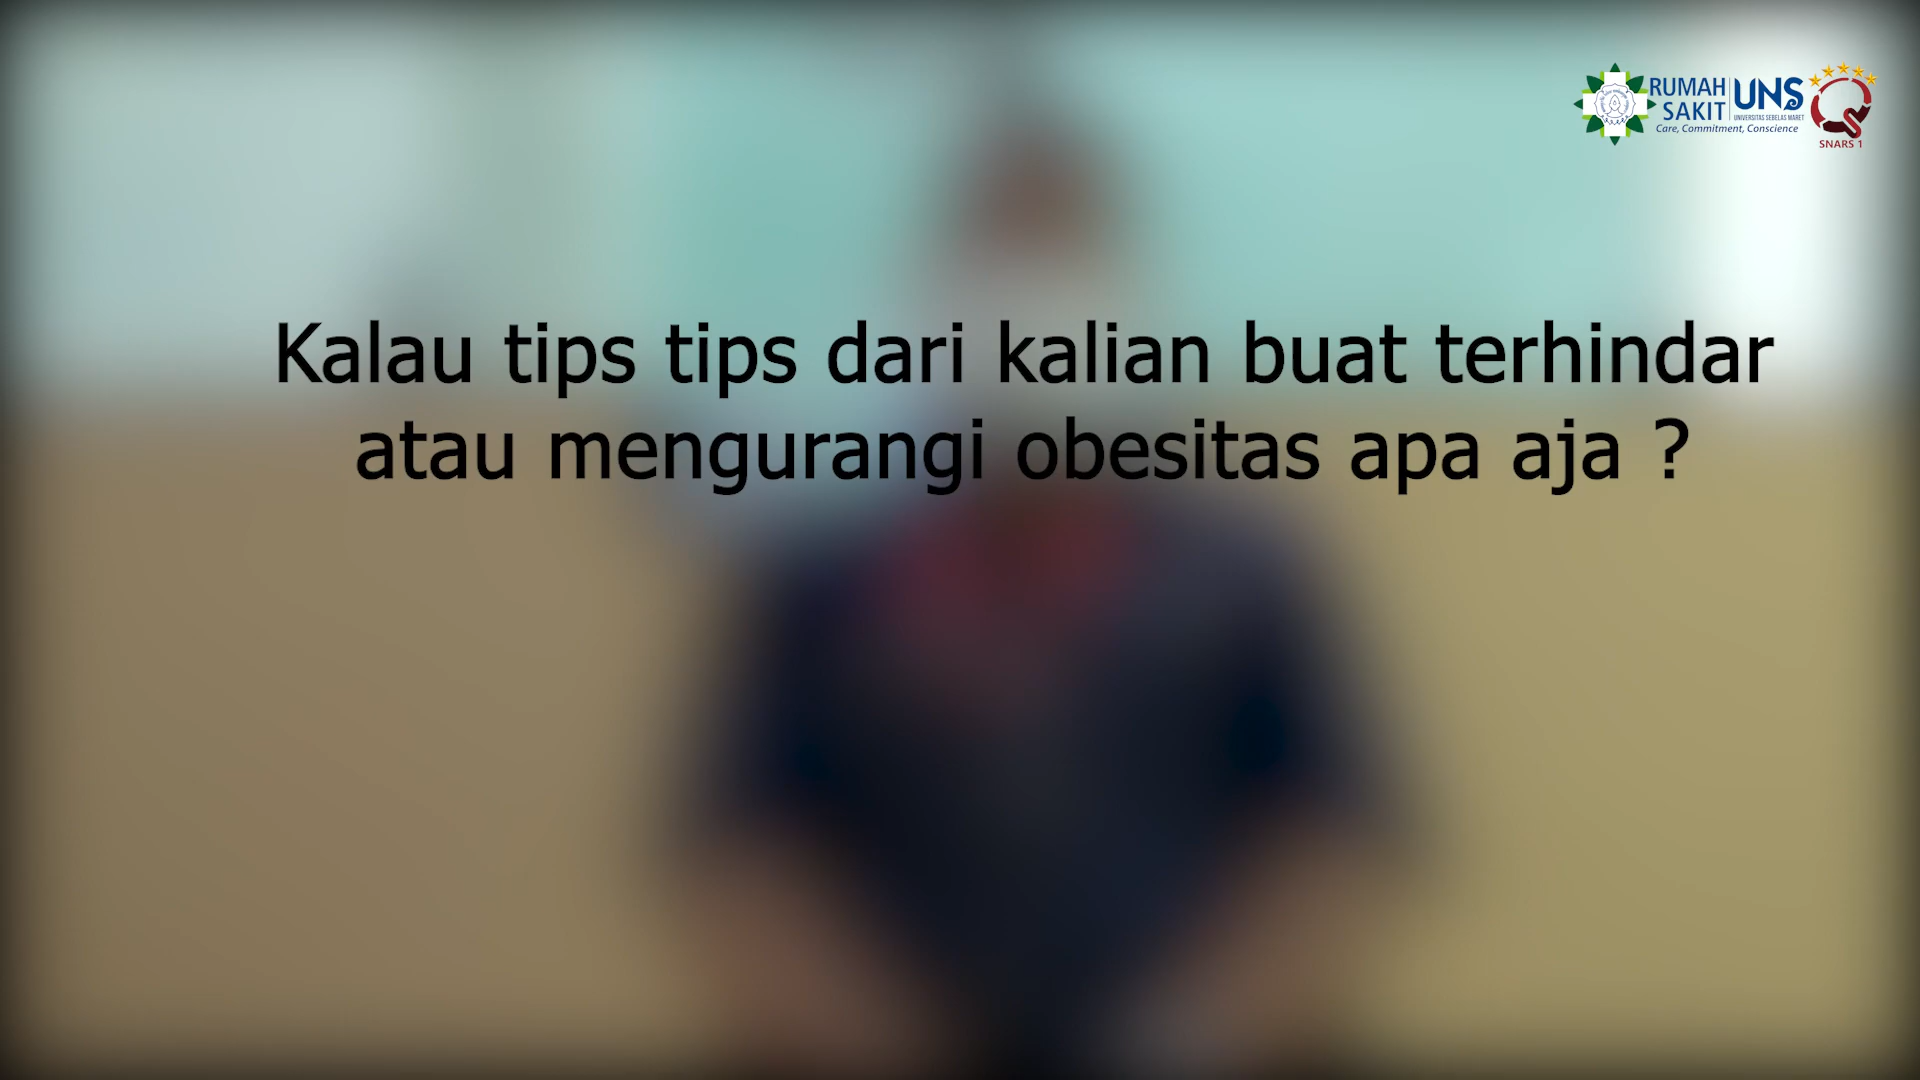 RUMAH
SAKIT
UNS
UNIVERSITAS SEBELAS MARET
Care, Commitment, Conscience
SNARS 1
Kalau tips tips dari kalian buat terhindar
atau mengurangi obesitas apa aja ?